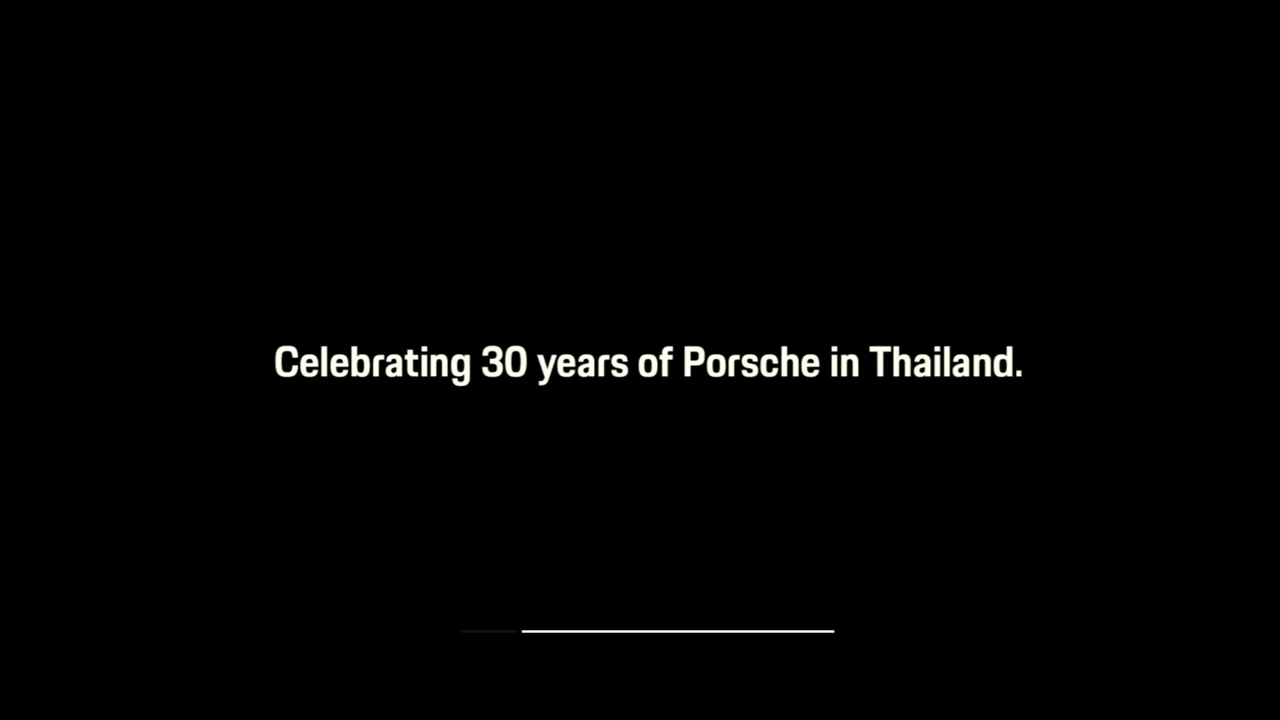 Celebrating 30 years of Porsche in Thailand.